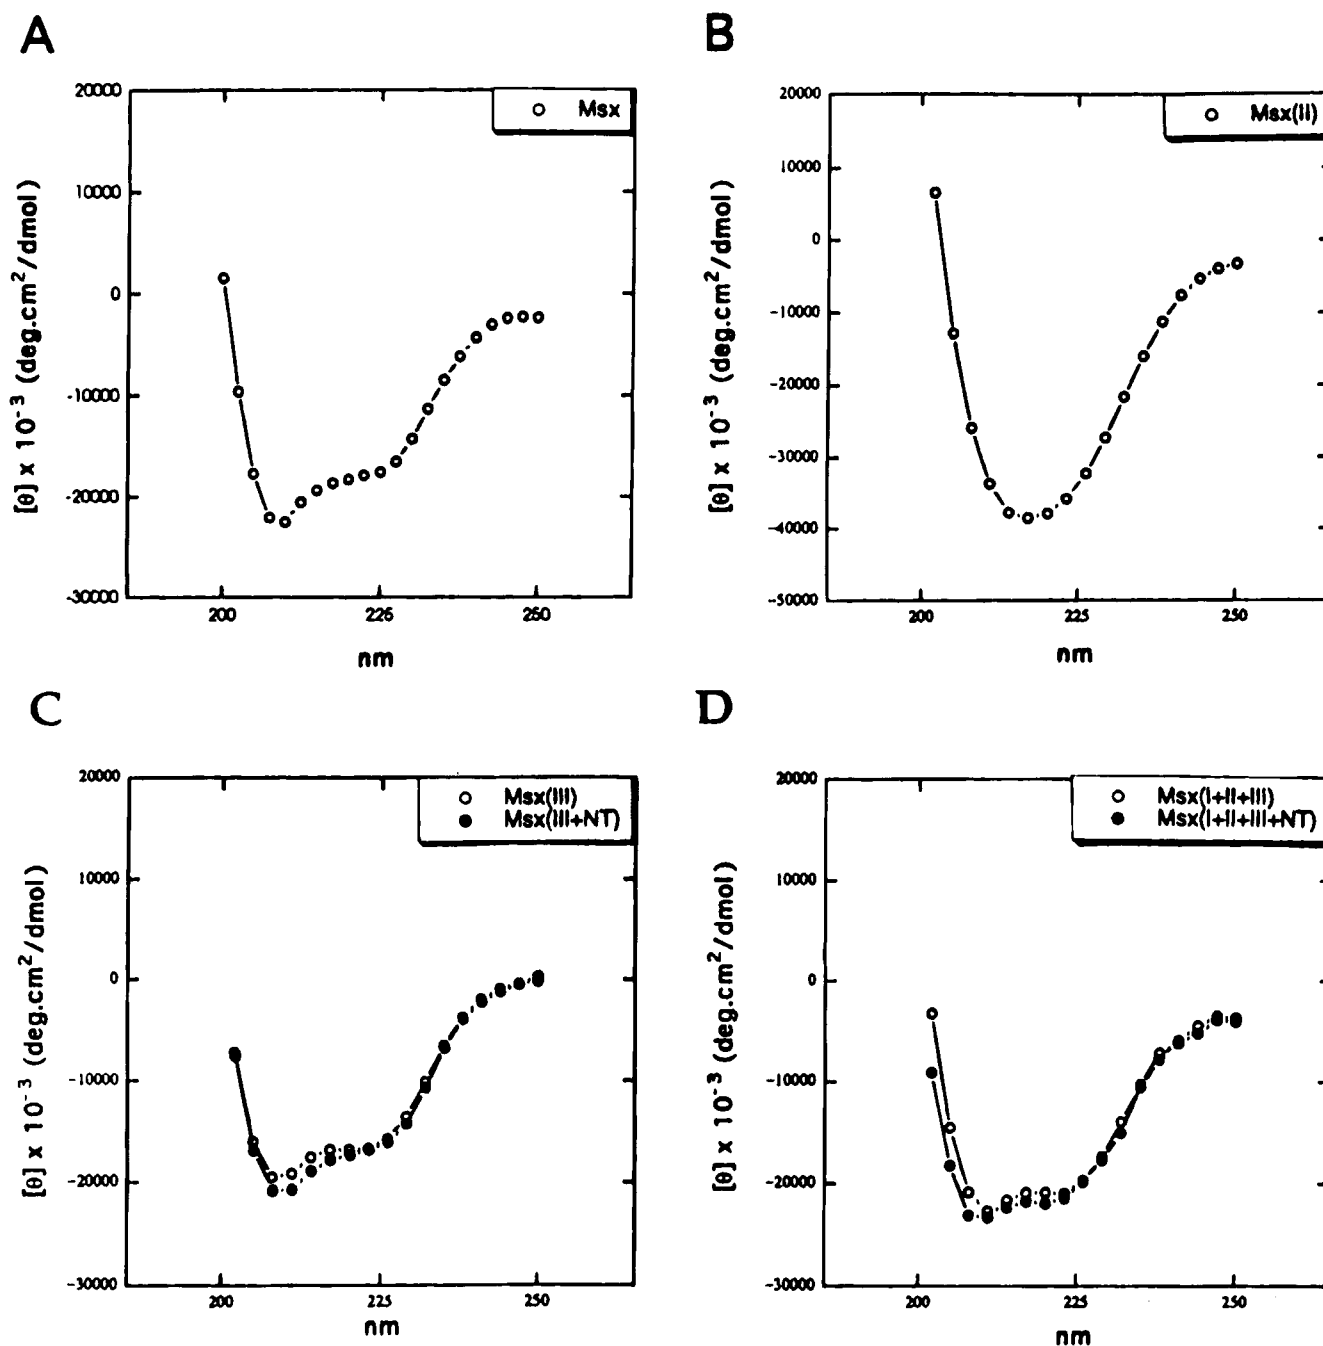 A
20000
10000
0
-10000
-20000
-30000
[θ] x 10⁻³ (deg.cm²/dmol)
Msx
200
225
250
nm
B
20000
10000
0
-10000
-20000
-30000
-40000
-50000
[θ] x 10⁻³ (deg.cm²/dmol)
Msx(II)
200
225
250
nm
C
20000
10000
0
-10000
-20000
-30000
[θ] x 10⁻³ (deg.cm²/dmol)
Msx(III)
Msx(III+NT)
200
225
250
nm
D
20000
10000
0
-10000
-20000
-30000
[θ] x 10⁻³ (deg.cm²/dmol)
Msx(I+II+III)
Msx(I+II+III+NT)
200
225
250
nm